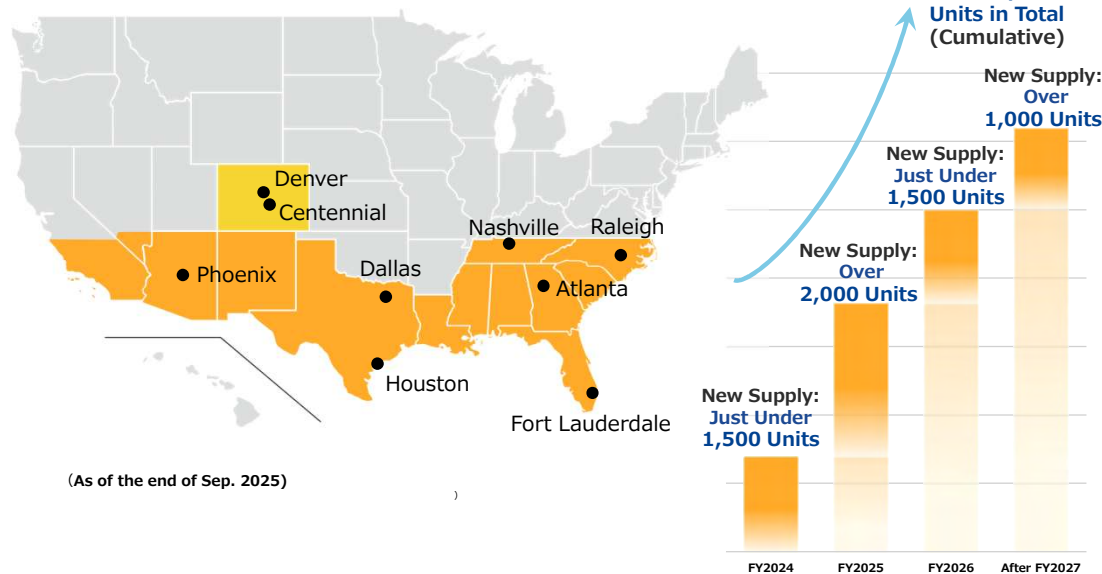 Units in Total
(Cumulative)
New Supply:
Over
1,000 Units
New Supply:
Just Under
1,500 Units
New Supply:
Over
2,000 Units
New Supply:
Just Under
1,500 Units
Denver
Centennial
Nashville
Raleigh
Phoenix
Dallas
Atlanta
Houston
Fort Lauderdale
(As of the end of Sep. 2025)
)
FY2024
FY2025
FY2026
After FY2027